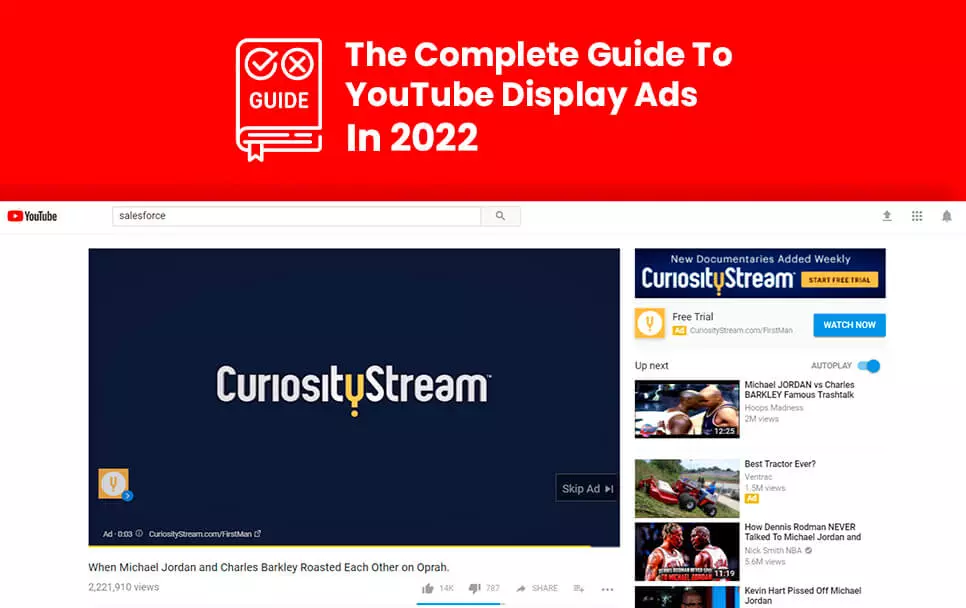 GUIDE
The Complete Guide To
YouTube Display Ads
In 2022
YouTube
salesforce
CuriosityStream™
Skip Ad
Ad · 0:03 CuriosityStream.com/FirstMan
When Michael Jordan and Charles Barkley Roasted Each Other on Oprah.
2,221,910 views
14K 787 SHARE
New Documentaries Added Weekly
CuriosityStream START FREE TRIAL
Free Trial
Ad CuriosityStream.com/FirstMan
WATCH NOW
Up next AUTOPLAY
Michael JORDAN vs Charles
BARKLEY Famous Trashtalk
Hoops Madness
2M views
12:25
Best Tractor Ever?
Ventrac
1.5M views
Ad
How Dennis Rodman NEVER
Talked To Michael Jordan and
Nick Smith NBA
5.6M views
11:19
Kevin Hart Pissed Off Michael
Jordan